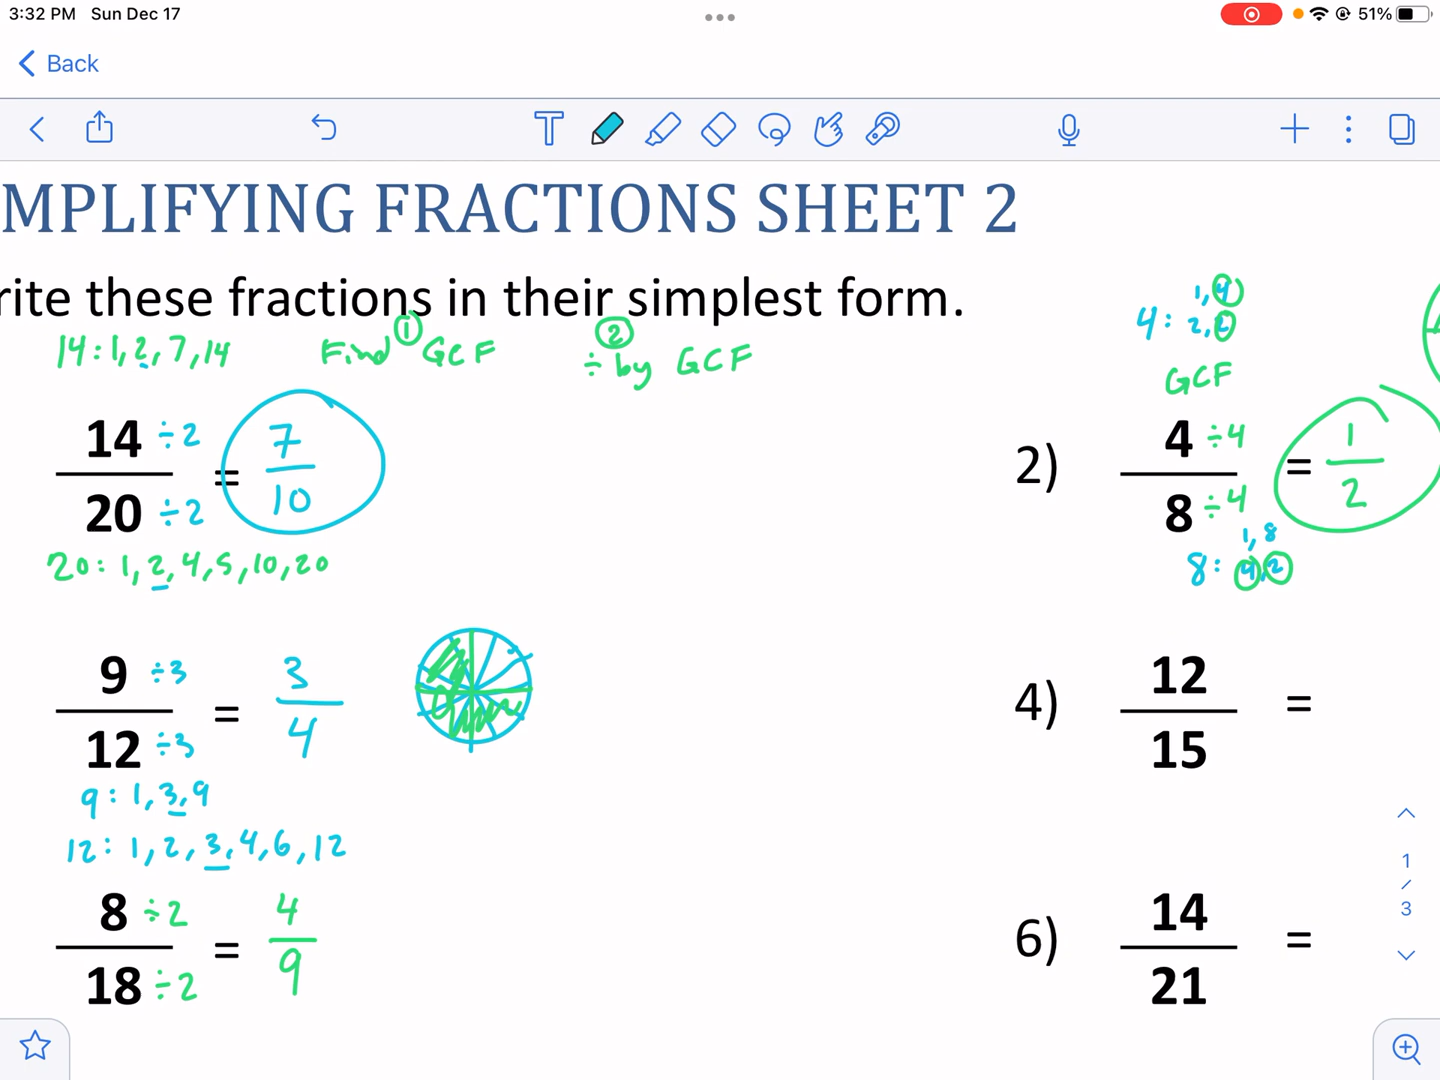 3:32 PM Sun Dec 17
51%
Back
MPLIFYING FRACTIONS SHEET 2
rite these fractions in their simplest form.
14: 1, 2, 7, 14
① Find GCF
② ÷ by GCF
14 ÷2
20 ÷2
=
7
10
20: 1, 2, 4, 5, 10, 20
1, 4
4: 2, 2
GCF
2)
4 ÷4
8 ÷4
=
1
2
1, 8
8: 4, 2
9 ÷3
12 ÷3
=
3
4
9: 1, 3, 9
12: 1, 2, 3, 4, 6, 12
4)
12
15
=
8 ÷2
18 ÷2
=
4
9
6)
14
21
=
1
/
3